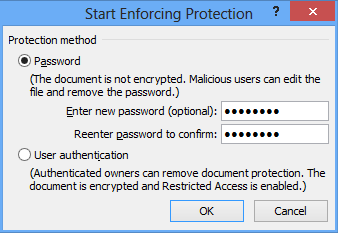 Start Enforcing Protection
?
Protection method
Password
(The document is not encrypted. Malicious users can edit the
file and remove the password.)
Enter new password (optional): ●●●●●●●●
Reenter password to confirm: ●●●●●●●●
User authentication
(Authenticated owners can remove document protection. The
document is encrypted and Restricted Access is enabled.)
OK Cancel